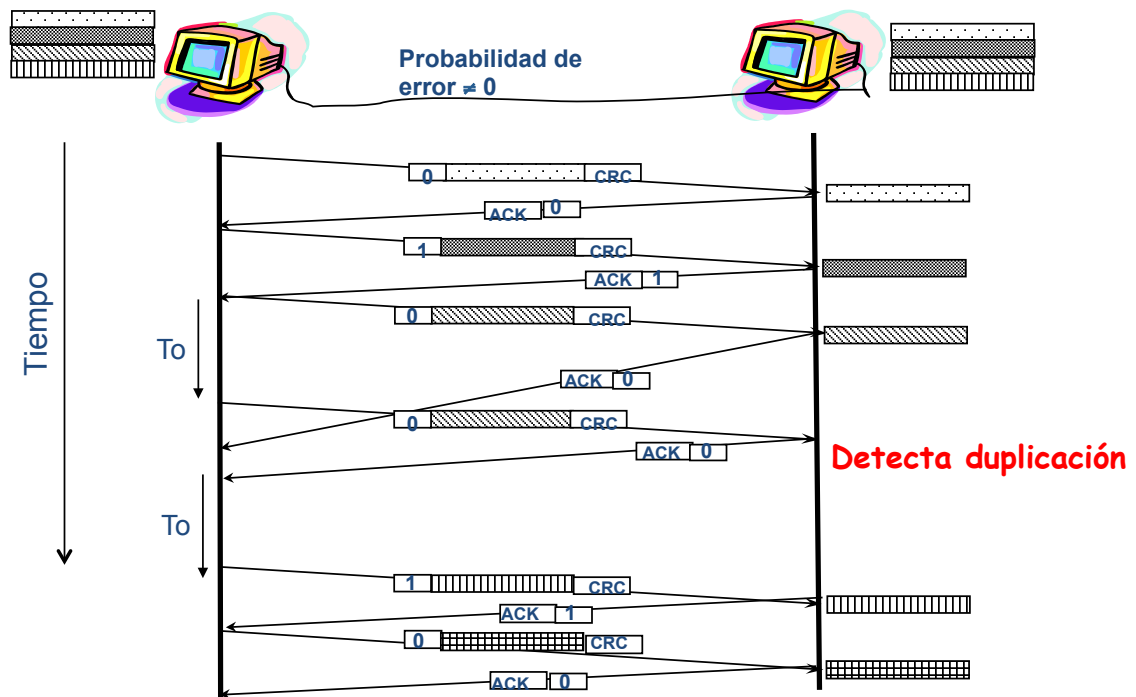 Probabilidad de
error ≠ 0
0 CRC
ACK 0
1 CRC
ACK 1
Tiempo
0 CRC
To
ACK 0
0 CRC
ACK 0
Detecta duplicación
To
1 CRC
ACK 1
0 CRC
ACK 0